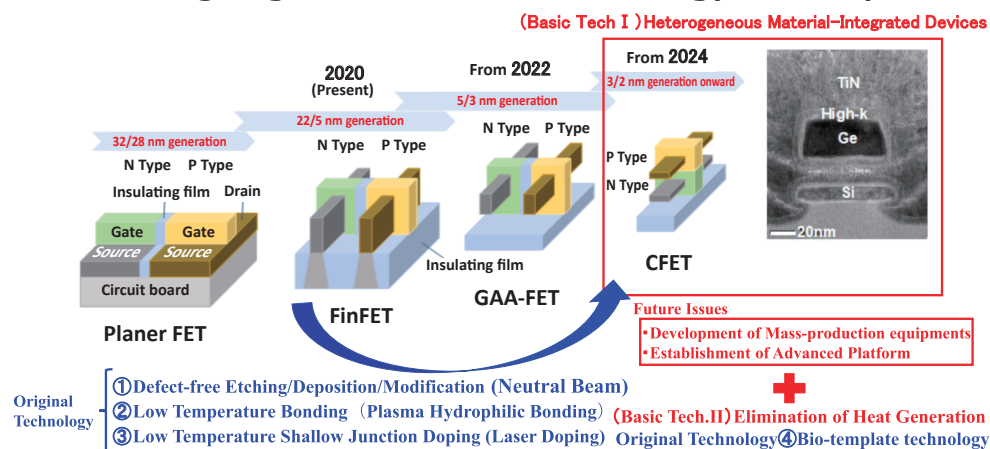 (Basic Tech Ⅰ)Heterogeneous Material-Integrated Devices
2020
(Present)
From 2022
From 2024
32/28 nm generation
22/5 nm generation
5/3 nm generation
3/2 nm generation onward
N Type P Type
Insulating film Drain
Gate Gate
Source Source
Circuit board
Planer FET
N Type P Type
FinFET
N Type P Type
Insulating film
GAA-FET
P Type
N Type
CFET
TiN
High-k
Ge
Si
20nm
Future Issues
・Development of Mass-production equipments
・Establishment of Advanced Platform
Original
Technology
①Defect-free Etching/Deposition/Modification (Neutral Beam)
②Low Temperature Bonding (Plasma Hydrophilic Bonding)
③Low Temperature Shallow Junction Doping (Laser Doping)
(Basic Tech.II)Elimination of Heat Generation
Original Technology④Bio-template technology